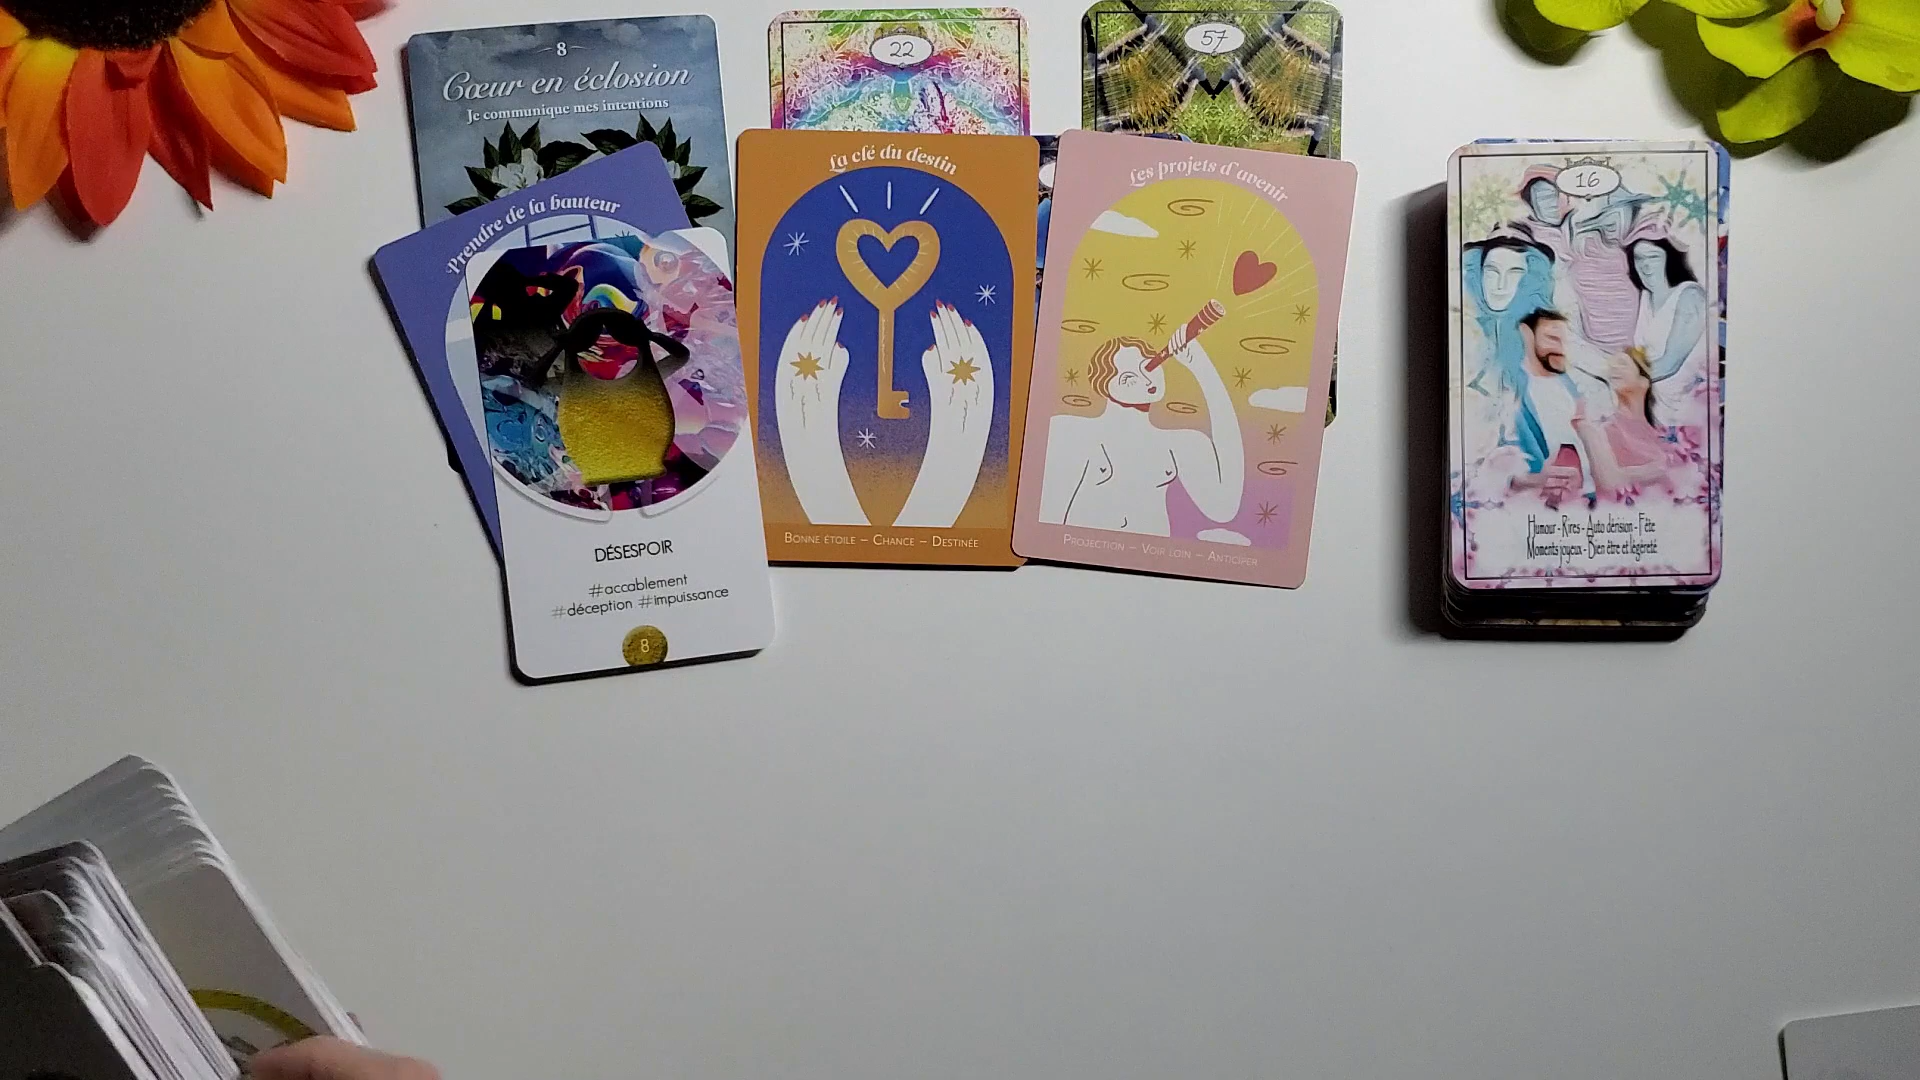 8
Cœur en éclosion
Je communique mes intentions
Prendre de la hauteur
DÉSESPOIR
#accablement
#déception #impuissance
8
22
La clé du destin
BONNE ÉTOILE – CHANCE – DESTINÉE
57
Les projets d'avenir
PROJECTION – VOIR LOIN – ANTICIPER
16
Humour - Rires - Auto dérision - Fête
Moments joyeux - Bien être et légèreté